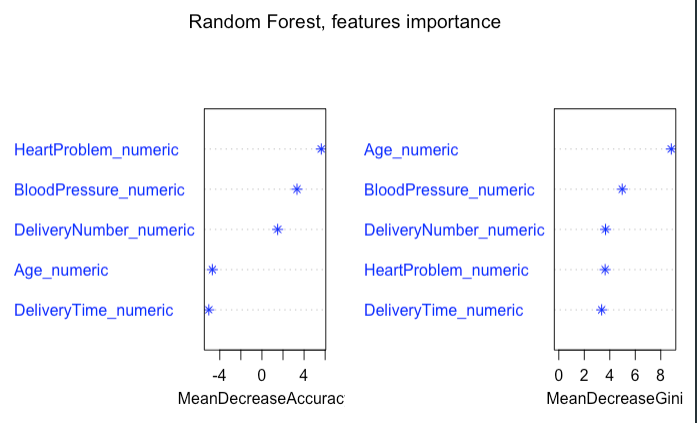 Random Forest, features importance
HeartProblem_numeric
BloodPressure_numeric
DeliveryNumber_numeric
Age_numeric
DeliveryTime_numeric
-4 0 4
MeanDecreaseAccurac
Age_numeric
BloodPressure_numeric
DeliveryNumber_numeric
HeartProblem_numeric
DeliveryTime_numeric
0 2 4 6 8
MeanDecreaseGini